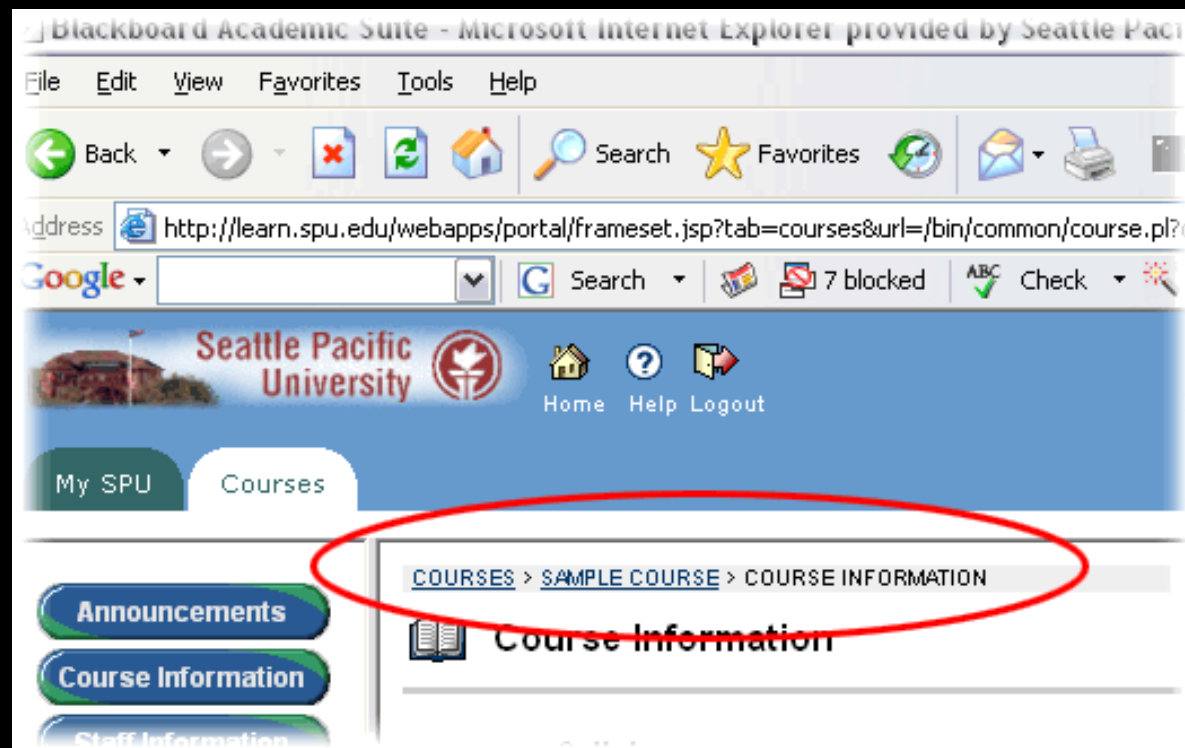 Blackboard Academic Suite - Microsoft Internet Explorer provided by Seattle Paci
File Edit View Favorites Tools Help
Back Search Favorites
Address http://learn.spu.edu/webapps/portal/frameset.jsp?tab=courses&url=/bin/common/course.pl?
Google Search 7 blocked ABC Check
Seattle Pacific
University
Home Help Logout
My SPU Courses
COURSES > SAMPLE COURSE > COURSE INFORMATION
Announcements
Course Information
Course Information
Staff Information